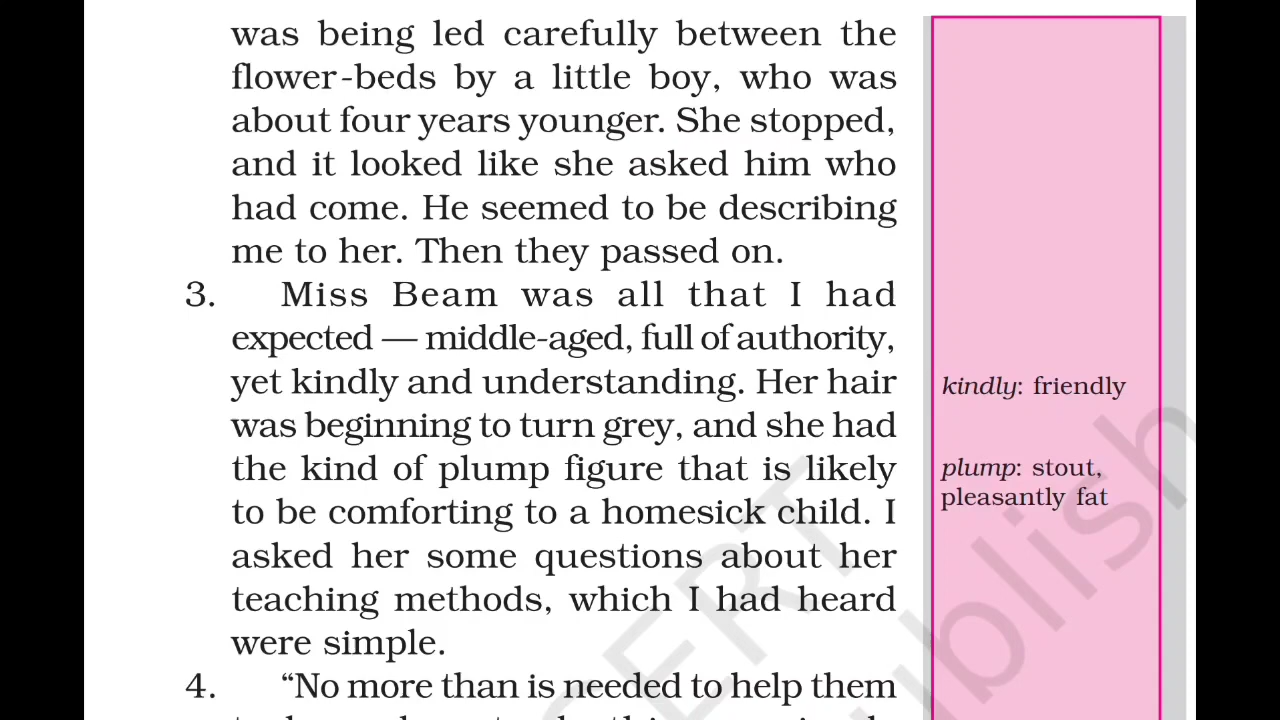 was being led carefully between the
flower-beds by a little boy, who was
about four years younger. She stopped,
and it looked like she asked him who
had come. He seemed to be describing
me to her. Then they passed on.
3. Miss Beam was all that I had
expected — middle-aged, full of authority,
yet kindly and understanding. Her hair
was beginning to turn grey, and she had
the kind of plump figure that is likely
to be comforting to a homesick child. I
asked her some questions about her
teaching methods, which I had heard
were simple.
4. “No more than is needed to help them
kindly: friendly
plump: stout,
pleasantly fat